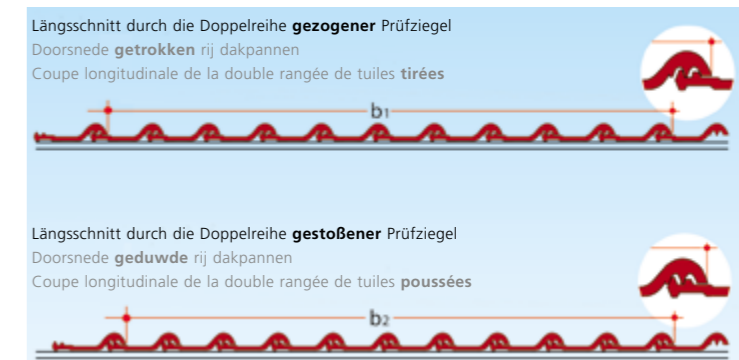 Längsschnitt durch die Doppelreihe gezogener Prüfziegel
Doorsnede getrokken rij dakpannen
Coupe longitudinale de la double rangée de tuiles tirées
b1
Längsschnitt durch die Doppelreihe gestoßener Prüfziegel
Doorsnede geduwde rij dakpannen
Coupe longitudinale de la double rangée de tuiles poussées
b2